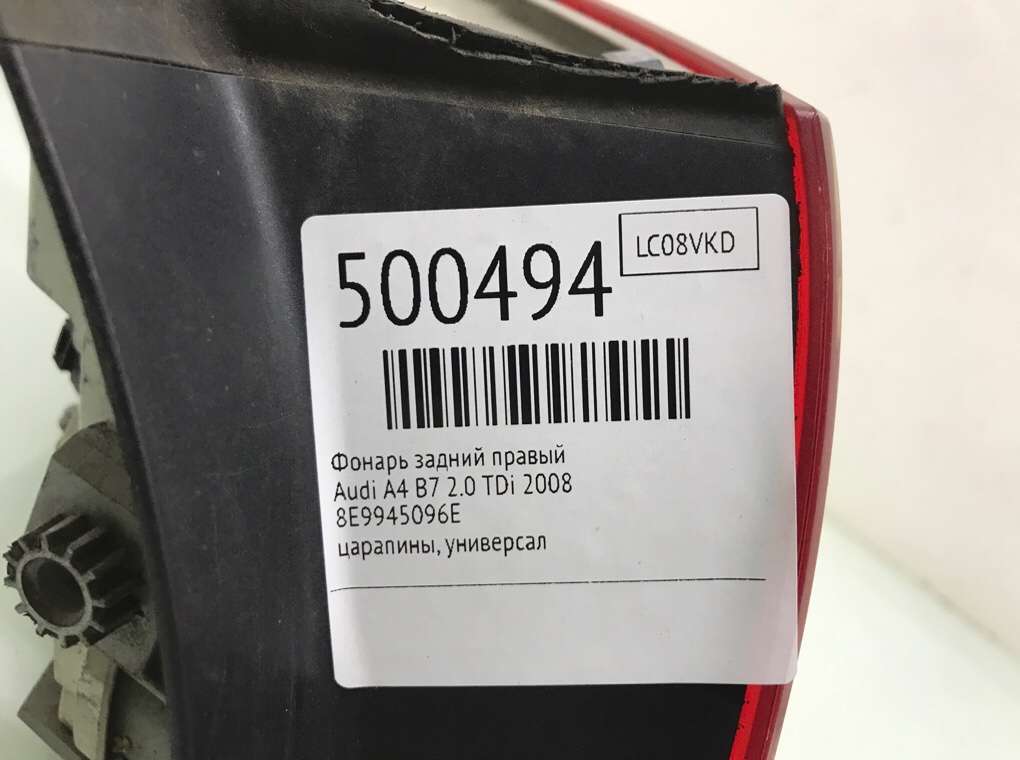 500494
LC08VKD
Фонарь задний правый
Audi A4 B7 2.0 TDi 2008
8E9945096E
царапины, универсал